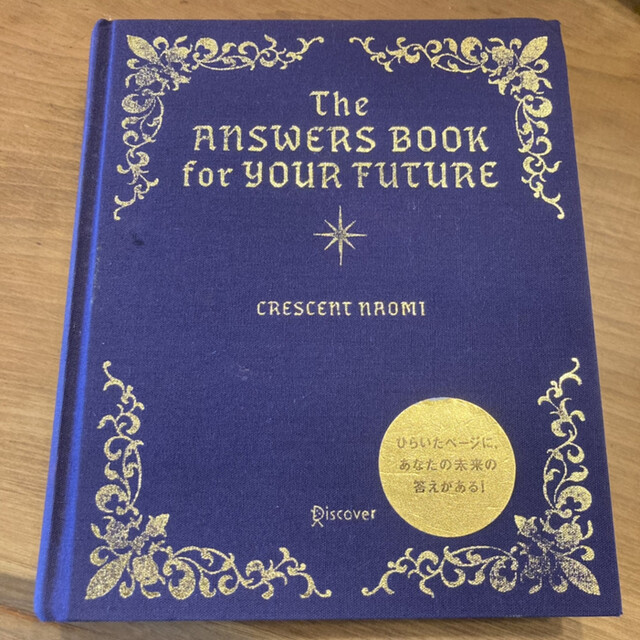 The
ANSWERS BOOK
for YOUR FUTURE
CRESCENT NAOMI
ひらいたページに、
あなたの未来の
答えがある!
Discover